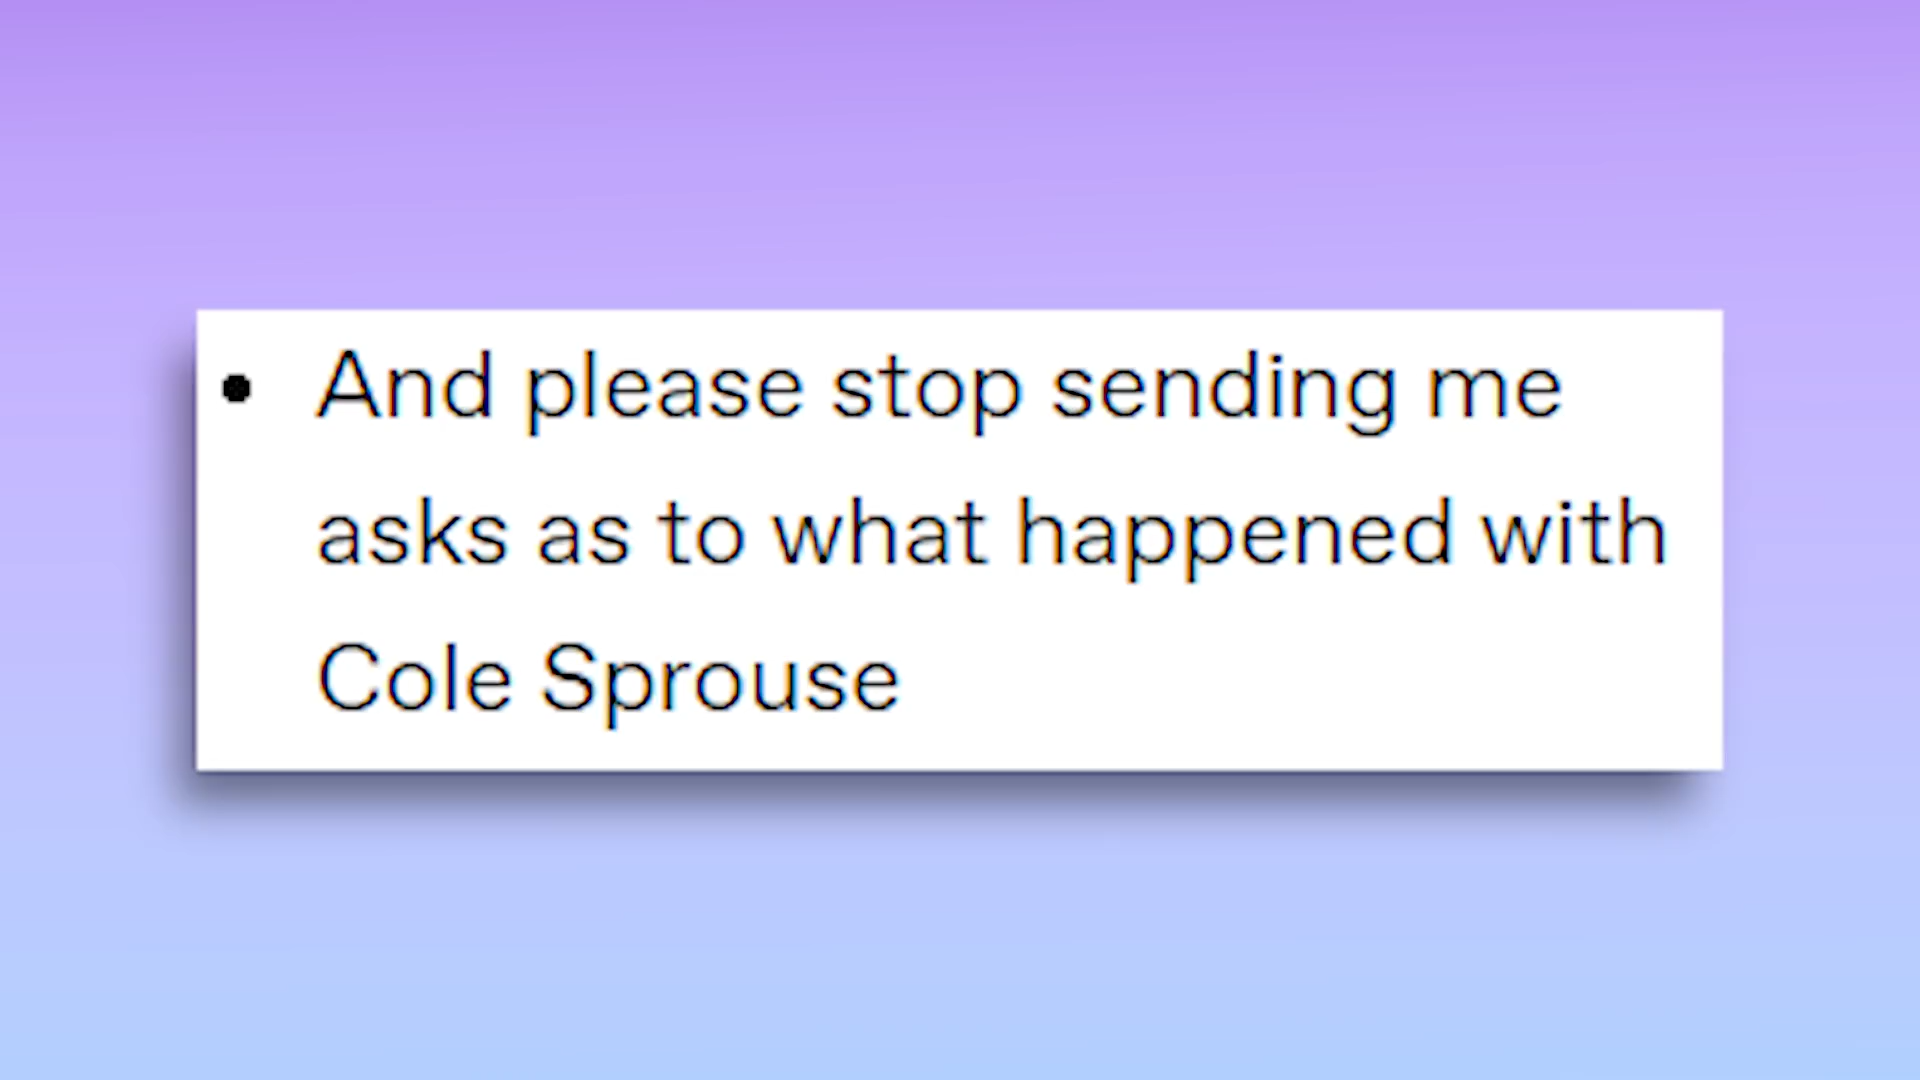 • And please stop sending me
asks as to what happened with
Cole Sprouse